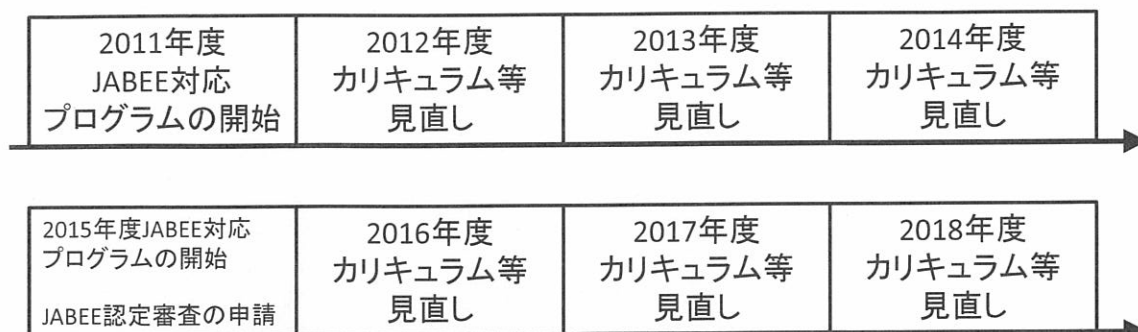 2011年度
JABEE対応
プログラムの開始
2012年度
カリキュラム等
見直し
2013年度
カリキュラム等
見直し
2014年度
カリキュラム等
見直し
2015年度JABEE対応
プログラムの開始
JABEE認定審査の申請
2016年度
カリキュラム等
見直し
2017年度
カリキュラム等
見直し
2018年度
カリキュラム等
見直し